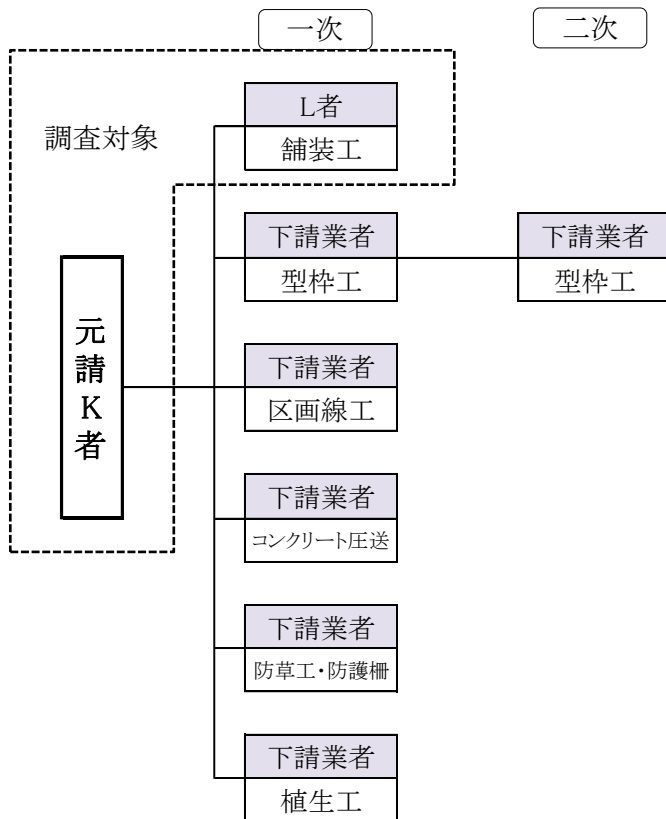 一次
二次
調査対象
L者
舗装工
下請業者
型枠工
下請業者
型枠工
元請K者
下請業者
区画線工
下請業者
コンクリート圧送
下請業者
防草工・防護柵
下請業者
植生工